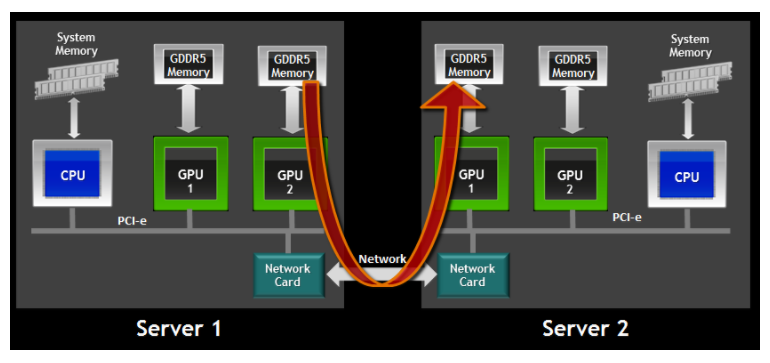 System
Memory
GDDR5
Memory
GDDR5
Memory
CPU
GPU
1
GPU
2
PCI-e
Network
Card
Server 1
Network
GDDR5
Memory
GDDR5
Memory
System
Memory
GPU
1
GPU
2
CPU
PCI-e
Network
Card
Server 2